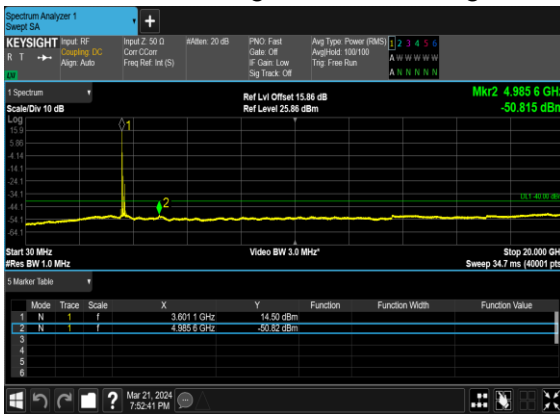 Spectrum Analyzer 1
Swept SA
KEYSIGHT
R T
LV
Input: RF
Coupling: DC
Align: Auto
Input Z: 50 Ω
Corr CCorr
Freq Ref: Int (S)
#Atten: 20 dB
PNO: Fast
Gate: Off
IF Gain: Low
Sig Track: Off
Avg Type: Power (RMS)
Avg|Hold: 100/100
Trig: Free Run
1 2 3 4 5 6
A W W W W W
A N N N N N
1 Spectrum
Scale/Div 10 dB
Ref Lvl Offset 15.86 dB
Ref Level 25.86 dBm
Mkr2 4.985 6 GHz
-50.815 dBm
Log
15.9
5.86
-4.14
-14.1
-24.1
-34.1
-44.1
-54.1
1
2
DL1 -40.00 dBm
Start 30 MHz
#Res BW 1.0 MHz
Video BW 3.0 MHz*
Stop 20.000 GH
Sweep 34.7 ms (40001 pts
5 Marker Table
Mode Trace Scale X Y Function Function Width Function Value
1 N 1 f 3.601 1 GHz 14.50 dBm
2 N 1 f 4.985 6 GHz -50.82 dBm
3
4
5
6
?
Mar 21, 2024
7:52:41 PM